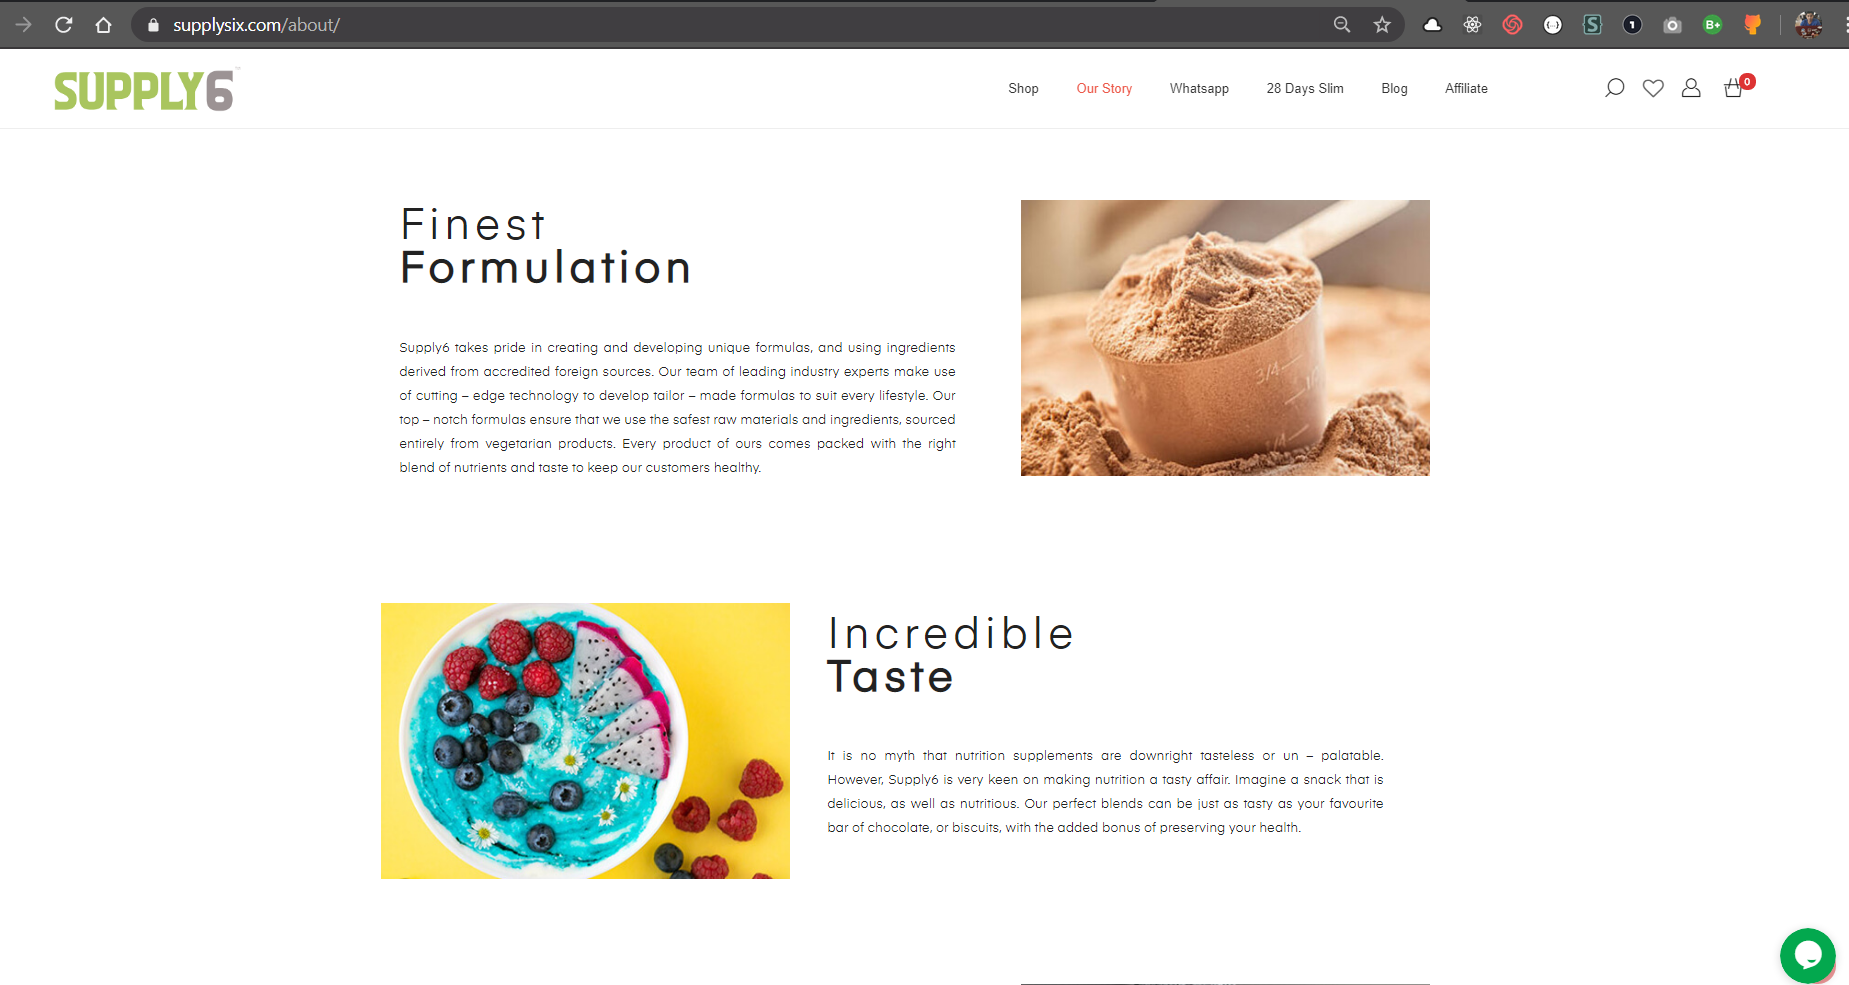 supplysix.com/about/
SUPPLY6
Shop Our Story Whatsapp 28 Days Slim Blog Affiliate 0
Finest
Formulation
Supply6 takes pride in creating and developing unique formulas, and using ingredients
derived from accredited foreign sources. Our team of leading industry experts make use
of cutting – edge technology to develop tailor – made formulas to suit every lifestyle. Our
top – notch formulas ensure that we use the safest raw materials and ingredients, sourced
entirely from vegetarian products. Every product of ours comes packed with the right
blend of nutrients and taste to keep our customers healthy.
3/4
Incredible
Taste
It is no myth that nutrition supplements are downright tasteless or un – palatable.
However, Supply6 is very keen on making nutrition a tasty affair. Imagine a snack that is
delicious, as well as nutritious. Our perfect blends can be just as tasty as your favourite
bar of chocolate, or biscuits, with the added bonus of preserving your health.